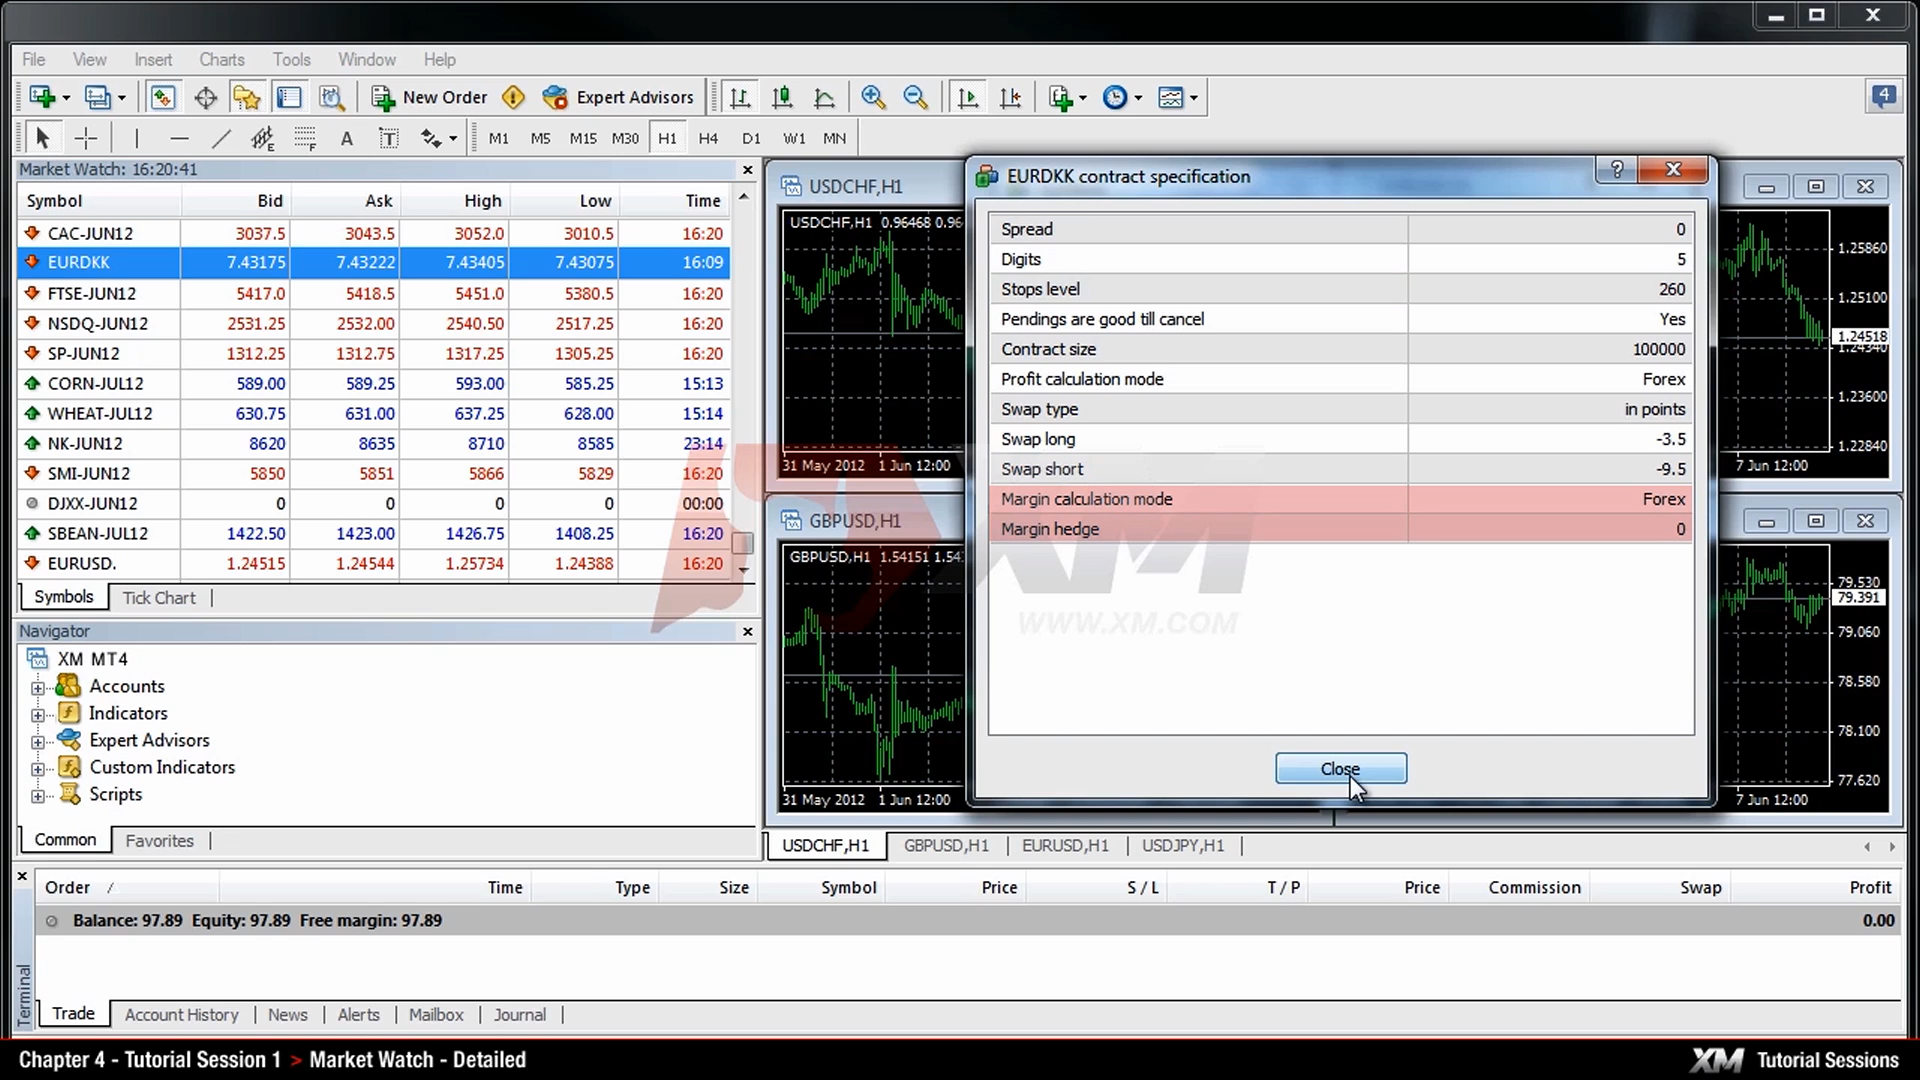 File View Insert Charts Tools Window Help
New Order Expert Advisors 4
A T M1 M5 M15 M30 H1 H4 D1 W1 MN
Market Watch: 16:20:41
Symbol Bid Ask High Low Time
CAC-JUN12 3037.5 3043.5 3052.0 3010.5 16:20
EURDKK 7.43175 7.43222 7.43405 7.43075 16:09
FTSE-JUN12 5417.0 5418.5 5451.0 5380.5 16:20
NSDQ-JUN12 2531.25 2532.00 2540.50 2517.25 16:20
SP-JUN12 1312.25 1312.75 1317.25 1305.25 16:20
CORN-JUL12 589.00 589.25 593.00 585.25 15:13
WHEAT-JUL12 630.75 631.00 637.25 628.00 15:14
NK-JUN12 8620 8635 8710 8585 23:14
SMI-JUN12 5850 5851 5866 5829 16:20
DJXX-JUN12 0 0 0 0 00:00
SBEAN-JUL12 1422.50 1423.00 1426.75 1408.25 16:20
EURUSD. 1.24515 1.24544 1.25734 1.24388 16:20
Symbols Tick Chart
Navigator
XM MT4
Accounts
Indicators
Expert Advisors
Custom Indicators
Scripts
Common Favorites
USDCHF,H1
USDCHF,H1 0.96468 0.96
31 May 2012 1 Jun 12:00
GBPUSD,H1
GBPUSD,H1 1.54151
31 May 2012 1 Jun 12:00
EURDKK contract specification
Spread 0
Digits 5
Stops level 260
Pendings are good till cancel Yes
Contract size 100000
Profit calculation mode Forex
Swap type in points
Swap long -3.5
Swap short -9.5
Margin calculation mode Forex
Margin hedge 0
Close
XM
WWW.XM.COM
1.25860
1.25100
1.24518
1.24340
1.23600
1.22840
7 Jun 12:00
79.530
79.391
79.060
78.580
78.100
77.620
7 Jun 12:00
USDCHF,H1 GBPUSD,H1 EURUSD,H1 USDJPY,H1
Order / Time Type Size Symbol Price S / L T / P Price Commission Swap Profit
Balance: 97.89 Equity: 97.89 Free margin: 97.89 0.00
Terminal
Trade Account History News Alerts Mailbox Journal
Chapter 4 - Tutorial Session 1 > Market Watch - Detailed
XM Tutorial Sessions